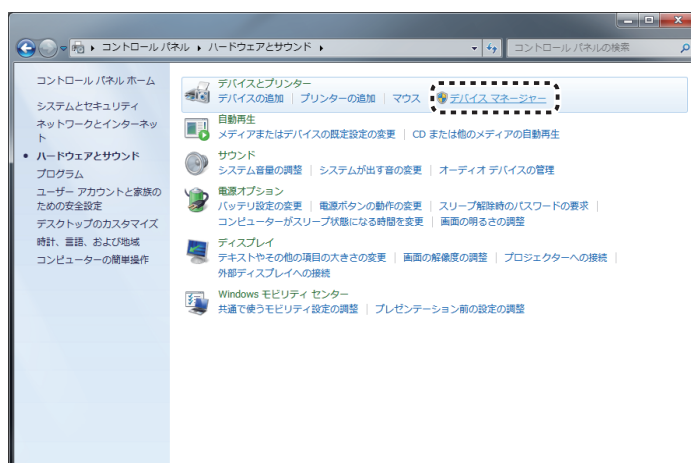 コントロール パネル ▸ ハードウェアとサウンド ▸
コントロール パネルの検索
コントロール パネル ホーム
システムとセキュリティ
ネットワークとインターネッ
ト
• ハードウェアとサウンド
プログラム
ユーザー アカウントと家族の
ための安全設定
デスクトップのカスタマイズ
時計、言語、および地域
コンピューターの簡単操作
デバイスとプリンター
デバイスの追加 | プリンターの追加 | マウス | デバイス マネージャー
自動再生
メディアまたはデバイスの既定設定の変更 | CD または他のメディアの自動再生
サウンド
システム音量の調整 | システムが出す音の変更 | オーディオ デバイスの管理
電源オプション
バッテリ設定の変更 | 電源ボタンの動作の変更 | スリープ解除時のパスワードの要求 |
コンピューターがスリープ状態になる時間を変更 | 画面の明るさの調整
ディスプレイ
テキストやその他の項目の大きさの変更 | 画面の解像度の調整 | プロジェクターへの接続 |
外部ディスプレイへの接続
Windows モビリティ センター
共通で使うモビリティ設定の調整 | プレゼンテーション前の設定の調整